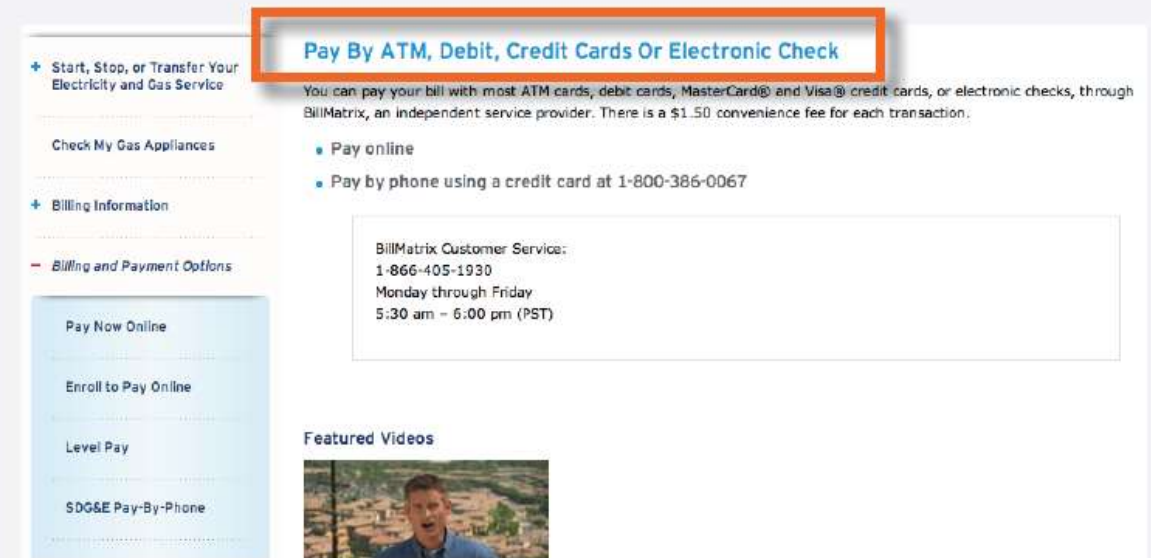 Start, Stop, or Transfer Your
Electricity and Gas Service
Check My Gas Appliances
Billing Information
Billing and Payment Options
Pay Now Online
Enroll to Pay Online
Level Pay
SDG&E Pay-By-Phone
Pay By ATM, Debit, Credit Cards Or Electronic Check
You can pay your bill with most ATM cards, debit cards, MasterCard® and Visa® credit cards, or electronic checks, through
BillMatrix, an independent service provider. There is a $1.50 convenience fee for each transaction.
Pay online
Pay by phone using a credit card at 1-800-386-0067
BillMatrix Customer Service:
1-866-405-1930
Monday through Friday
5:30 am – 6:00 pm (PST)
Featured Videos